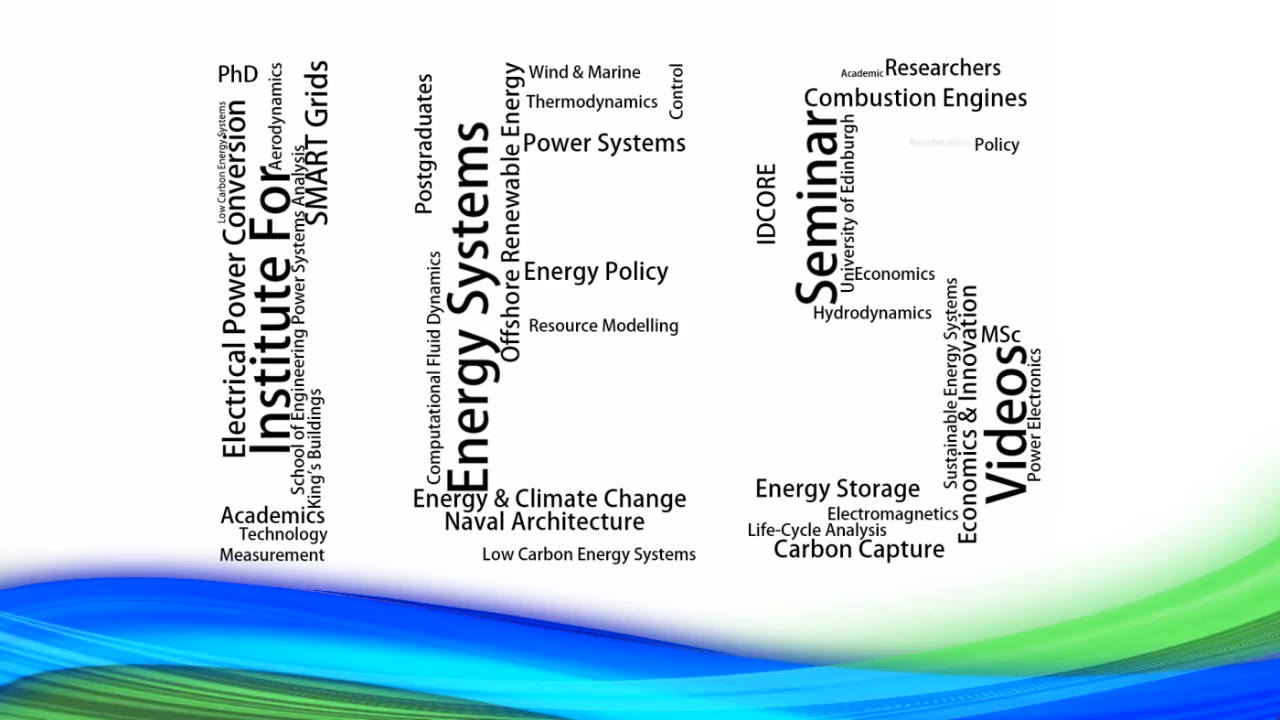 PhD
Low Carbon Energy Systems
Electrical Power Conversion
Aerodynamics
Institute For
School of Engineering
Power Systems Analysis
SMART Grids
King's Buildings
Academics
Technology
Measurement
Postgraduates
Computational Fluid Dynamics
Energy Systems
Offshore Renewable Energy
Wind & Marine
Thermodynamics
Control
Power Systems
Energy Policy
Resource Modelling
Energy & Climate Change
Naval Architecture
Low Carbon Energy Systems
Academic
Researchers
Combustion Engines
Policy
IDCORE
Seminar
University of Edinburgh
Economics
Hydrodynamics
Sustainable Energy Systems
Economics & Innovation
MSc
Videos
Power Electronics
Energy Storage
Electromagnetics
Life-Cycle Analysis
Carbon Capture